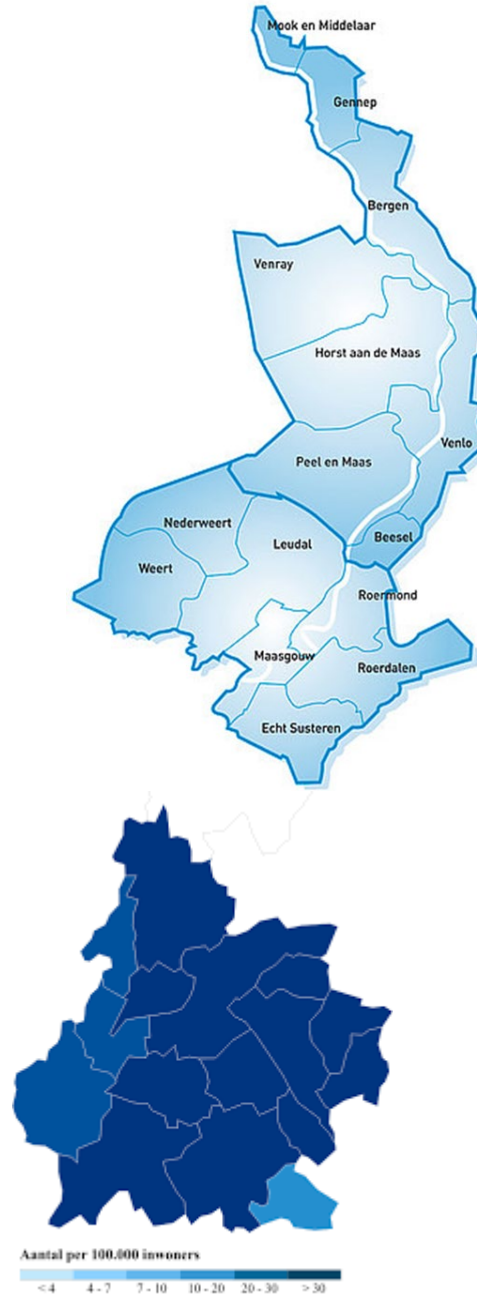 Mook en Middelaar
Gennep
Bergen
Venray
Horst aan de Maas
Venlo
Peel en Maas
Nederweert
Beesel
Leudal
Weert
Roermond
Maasgouw
Roerdalen
Echt Susteren
Aantal per 100.000 inwoners
< 4 4 - 7 7 - 10 10 - 20 20 - 30 > 30